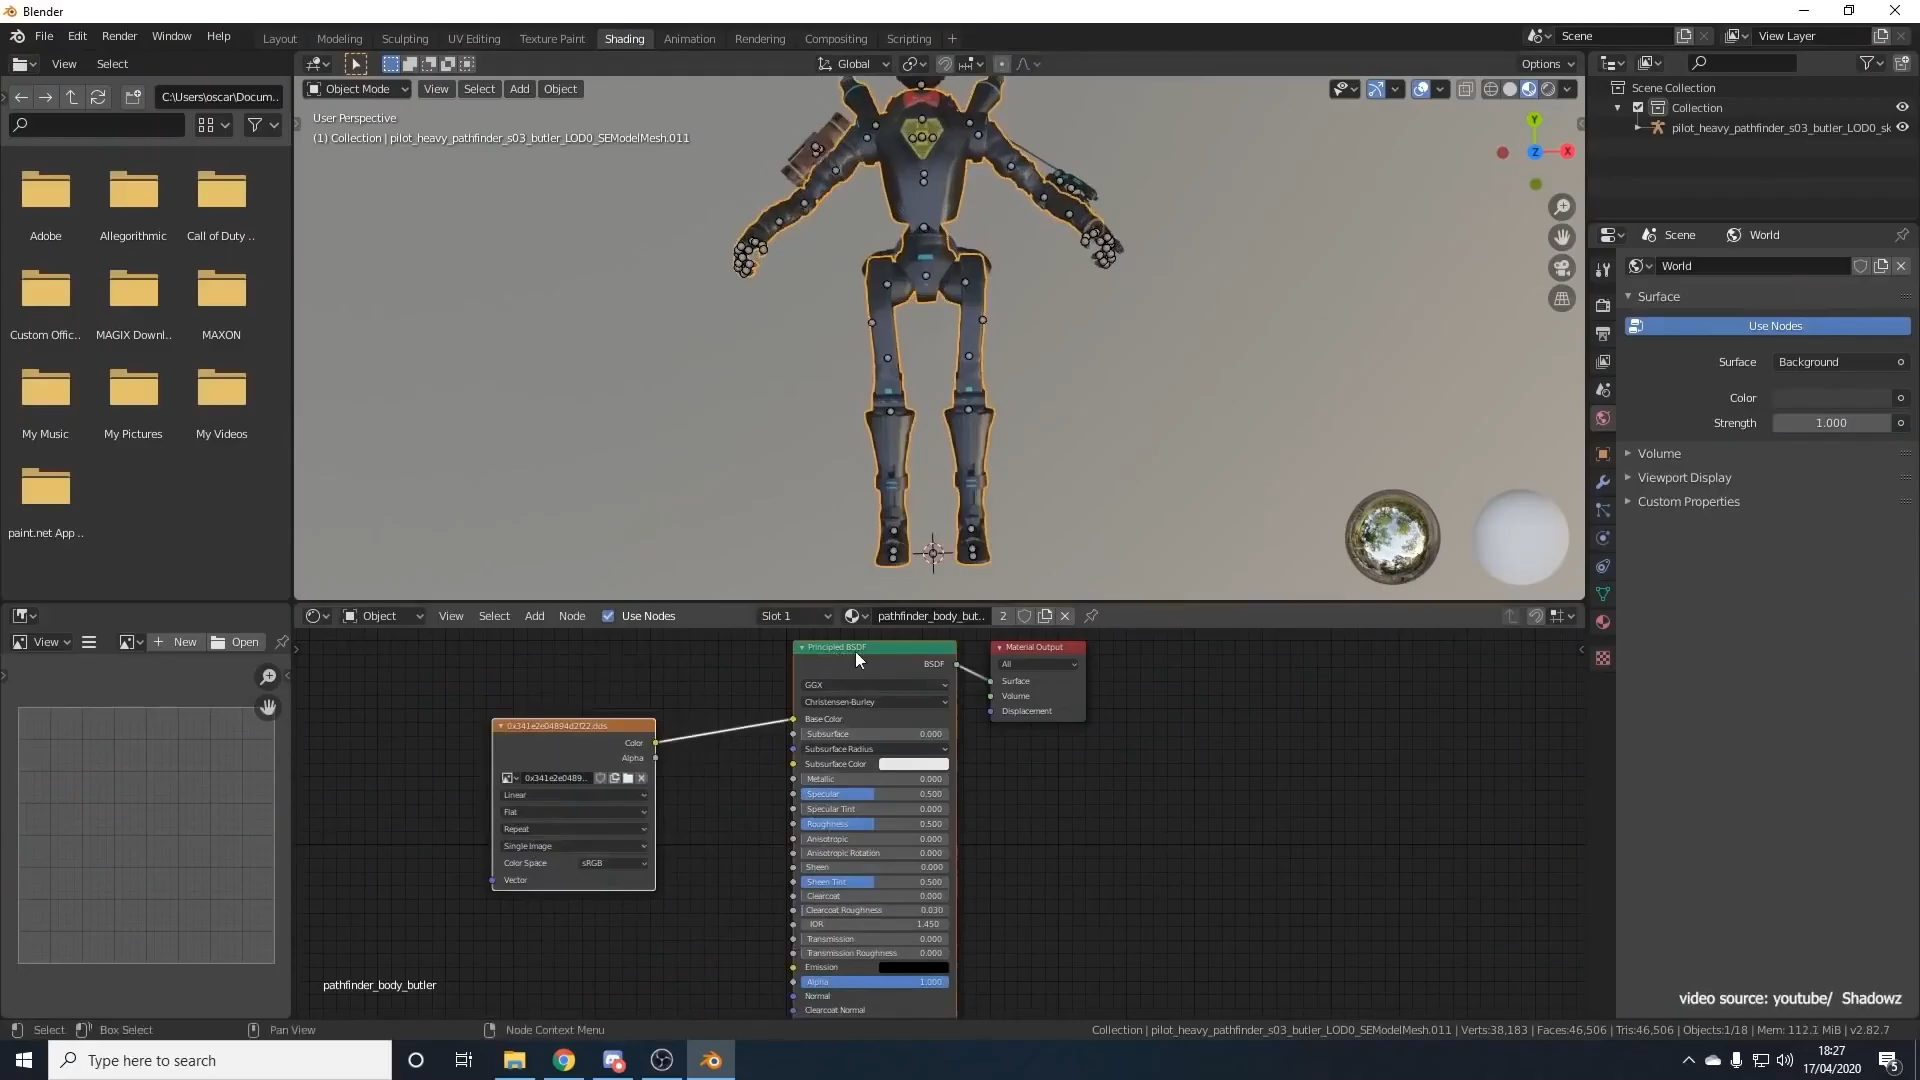 Blender
File Edit Render Window Help
Layout Modeling Sculpting UV Editing Texture Paint Shading Animation Rendering Compositing Scripting
Scene View Layer
View Select
Global
Options
C:\Users\oscar\Docum..
Object Mode View Select Add Object
User Perspective
(1) Collection | pilot_heavy_pathfinder_s03_butler_LOD0_SEModelMesh.011
Y
Z
X
Adobe Allegorithmic Call of Duty ..
Custom Offic.. MAGIX Downl.. MAXON
My Music My Pictures My Videos
paint.net App ..
Scene Collection
Collection
pilot_heavy_pathfinder_s03_butler_LOD0_sk
Scene World
World
Surface
Use Nodes
Surface Background
Color
Strength 1.000
Volume
Viewport Display
Custom Properties
Object View Select Add Node Use Nodes Slot 1 pathfinder_body_but.. 2
View New Open
Principled BSDF
BSDF
GGX
Christensen-Burley
Base Color
Subsurface 0.000
Subsurface Radius
Subsurface Color
Metallic 0.000
Specular 0.500
Specular Tint 0.000
Roughness 0.500
Anisotropic 0.000
Anisotropic Rotation 0.000
Sheen 0.000
Sheen Tint 0.500
Clearcoat 0.000
Clearcoat Roughness 0.030
IOR 1.450
Transmission 0.000
Transmission Roughness 0.000
Emission
Alpha 1.000
Normal
Clearcoat Normal
Material Output
All
Surface
Volume
Displacement
0x341e2e04894d2f22.dds
Color
Alpha
0x341e2e0489..
Linear
Flat
Repeat
Single Image
Color Space sRGB
Vector
pathfinder_body_butler
video source: youtube/ Shadowz
Select Box Select Pan View Node Context Menu
Collection | pilot_heavy_pathfinder_s03_butler_LOD0_SEModelMesh.011 | Verts:38,183 | Faces:46,506 | Tris:46,506 | Objects:1/18 | Mem: 112.1 MiB | v2.82.7
Type here to search
18:27
17/04/2020
5